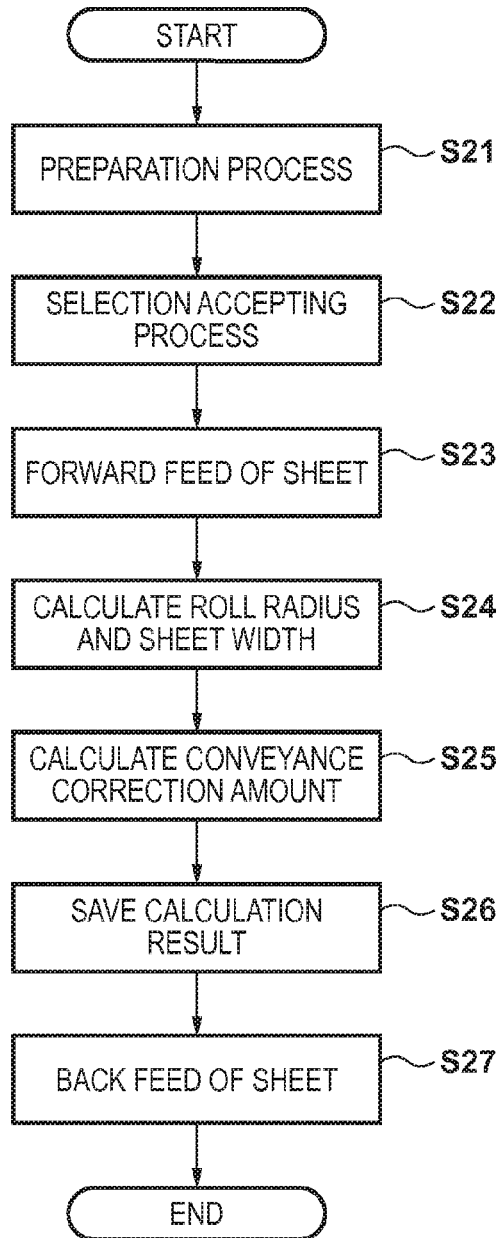 START
PREPARATION PROCESS
S21
SELECTION ACCEPTING
PROCESS
S22
FORWARD FEED OF SHEET
S23
CALCULATE ROLL RADIUS
AND SHEET WIDTH
S24
CALCULATE CONVEYANCE
CORRECTION AMOUNT
S25
SAVE CALCULATION
RESULT
S26
BACK FEED OF SHEET
S27
END